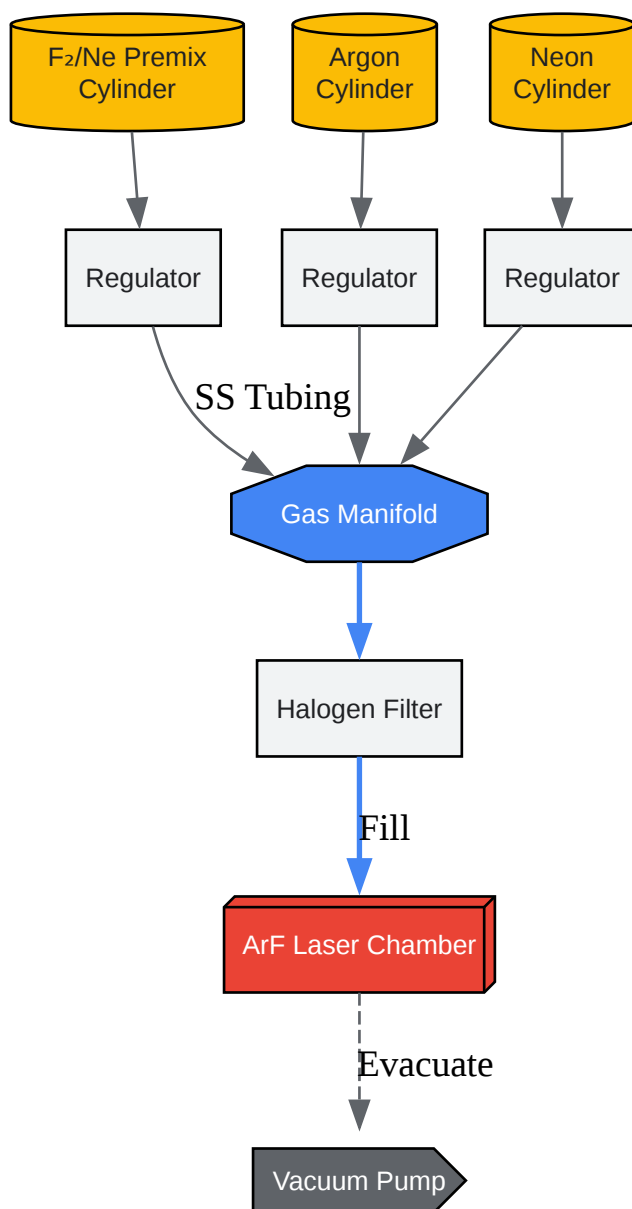 F₂/Ne Premix
Cylinder
Argon
Cylinder
Neon
Cylinder
Regulator
Regulator
Regulator
SS Tubing
Gas Manifold
Halogen Filter
Fill
ArF Laser Chamber
Evacuate
Vacuum Pump